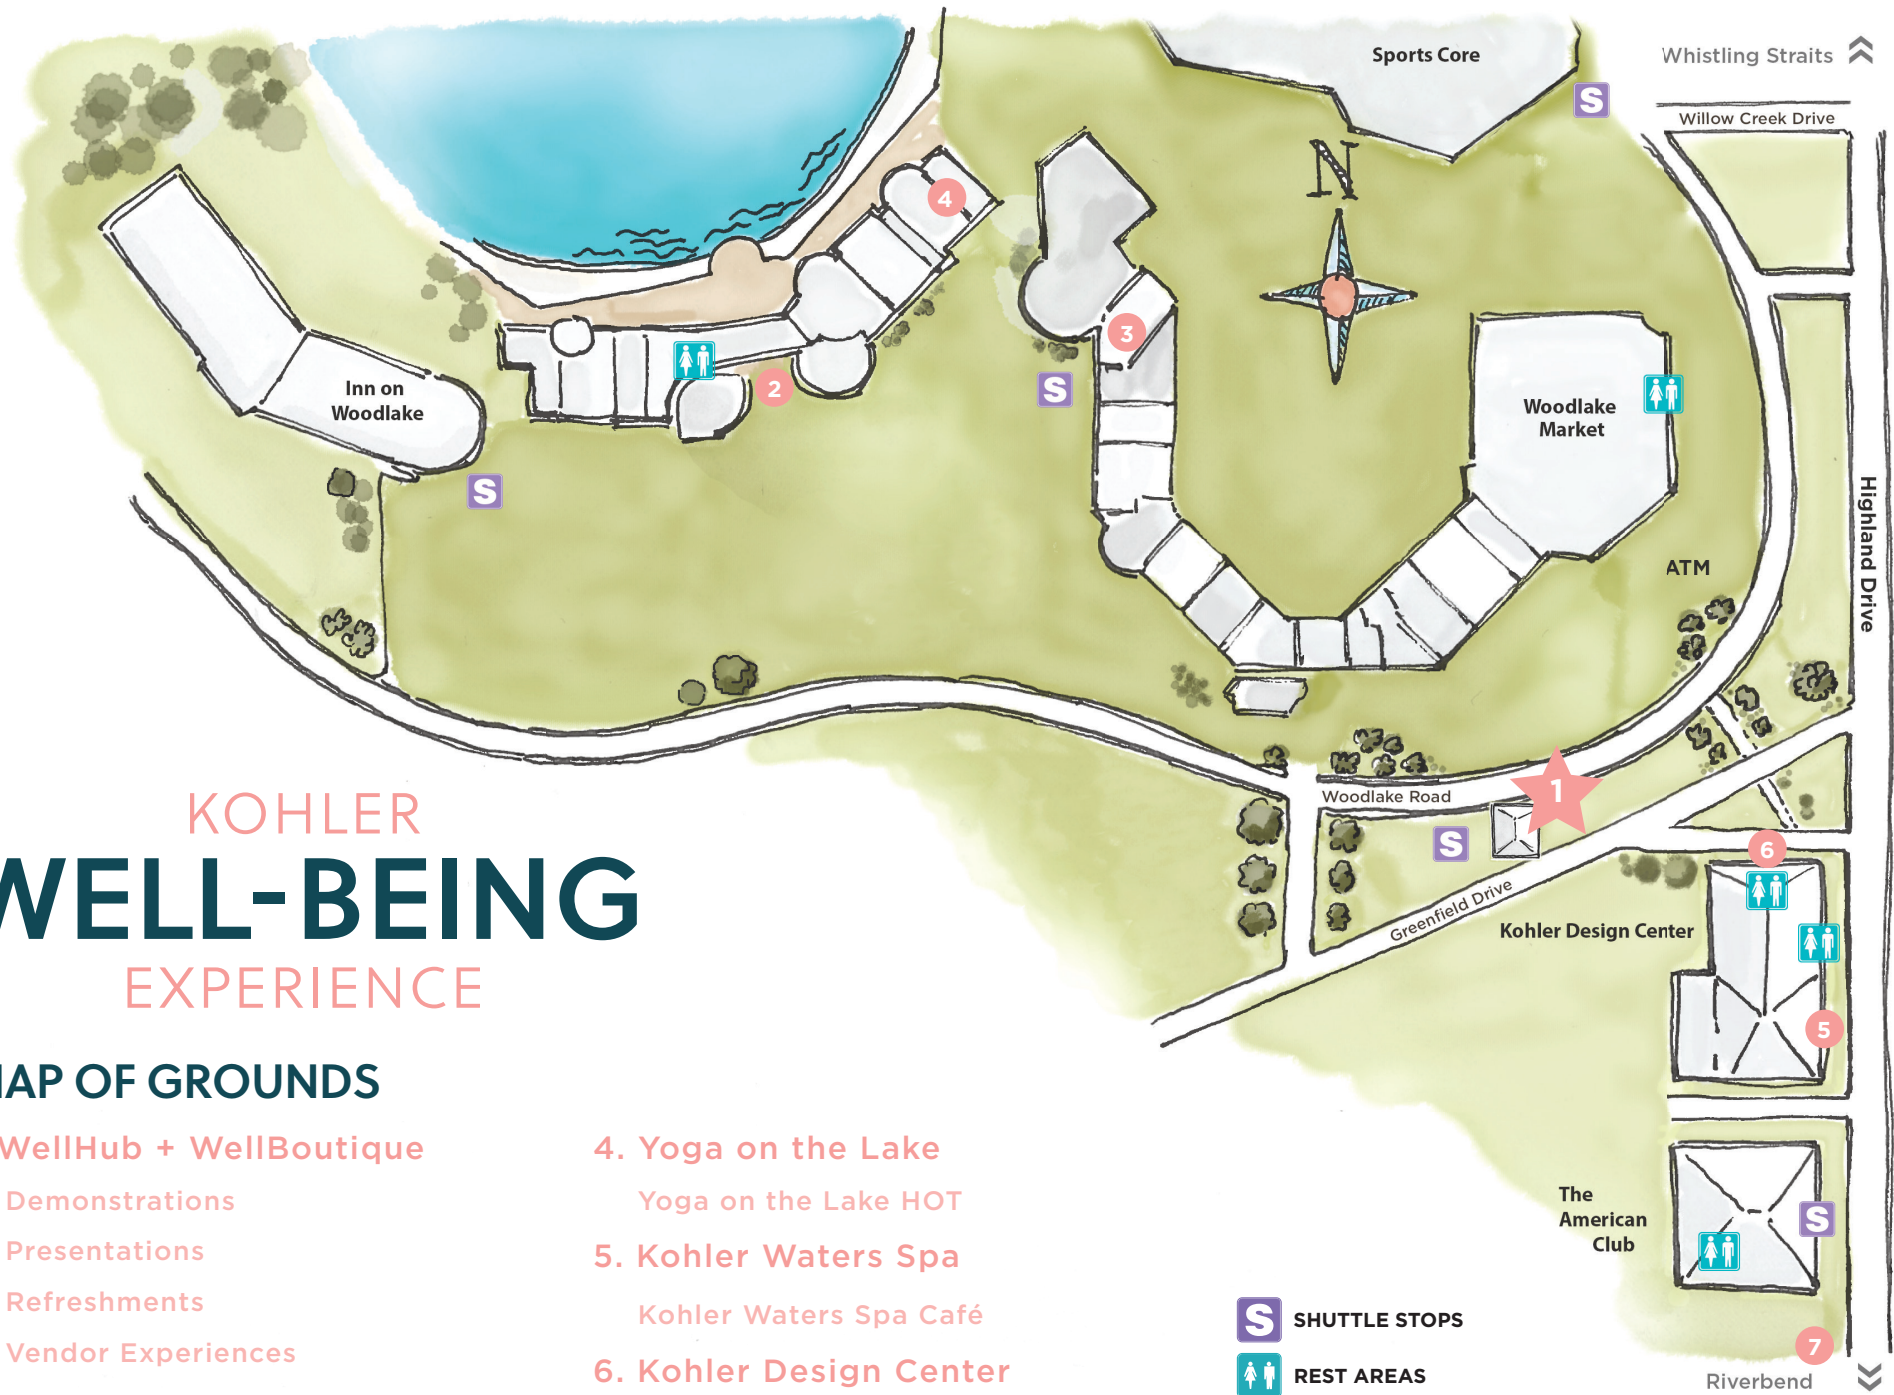 Sports Core
Whistling Straits
S
Willow Creek Drive
N
4
3
Inn on
Woodlake
2
S
Woodlake
Market
S
Highland Drive
ATM
1
Woodlake Road
S
6
Greenfield Drive
Kohler Design Center
5
The
American
Club
S
7
Riverbend
KOHLER
WELL-BEING
EXPERIENCE
MAP OF GROUNDS
WellHub + WellBoutique
Demonstrations
Presentations
Refreshments
Vendor Experiences
4. Yoga on the Lake
Yoga on the Lake HOT
5. Kohler Waters Spa
Kohler Waters Spa Café
6. Kohler Design Center
S SHUTTLE STOPS
REST AREAS